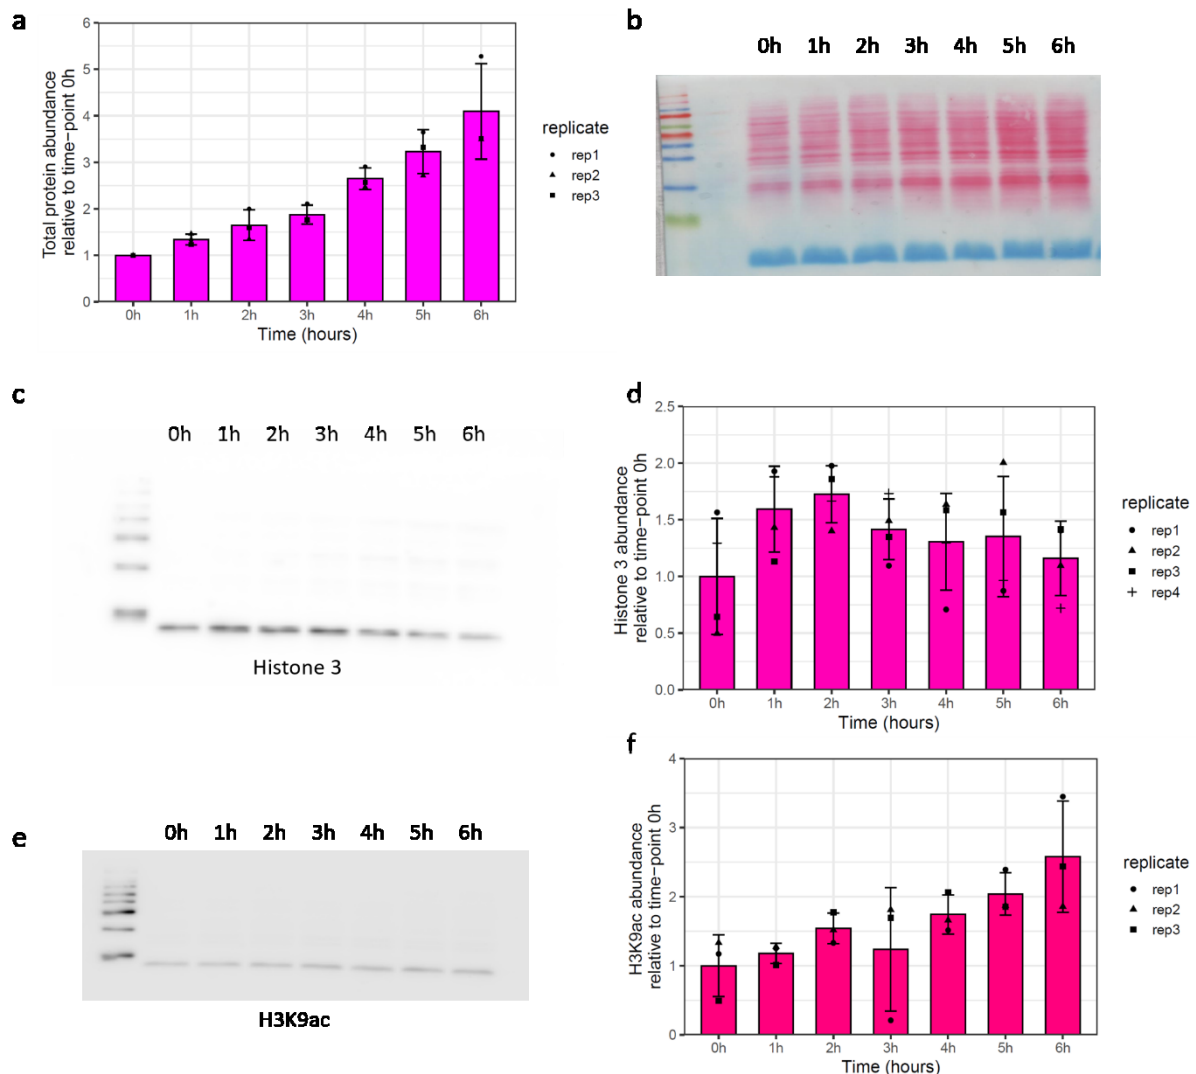 a
6
5
4
3
2
1
0
Total protein abundance
relative to time−point 0h
0h 1h 2h 3h 4h 5h 6h
Time (hours)
replicate
rep1
rep2
rep3
b
0h 1h 2h 3h 4h 5h 6h
c
0h 1h 2h 3h 4h 5h 6h
Histone 3
d
2.5
2.0
1.5
1.0
0.5
0.0
Histone 3 abundance
relative to time−point 0h
0h 1h 2h 3h 4h 5h 6h
Time (hours)
replicate
rep1
rep2
rep3
rep4
e
0h 1h 2h 3h 4h 5h 6h
H3K9ac
f
4
3
2
1
0
H3K9ac abundance
relative to time−point 0h
0h 1h 2h 3h 4h 5h 6h
Time (hours)
replicate
rep1
rep2
rep3